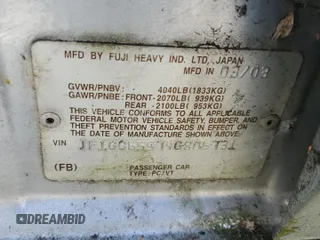 MFD BY FUJI HEAVY IND. LTD., JAPAN
MFD IN 03/03
GVWR/PNBV: 4040LB(1833KG)
GAWR/PNBE: FRONT-2070LB( 939KG)
REAR -2100LB( 953KG)
THIS VEHICLE CONFORMS TO ALL APPLICABLE
FEDERAL MOTOR VEHICLE SAFETY, BUMPER, AND
THEFT PREVENTION STANDARDS IN EFFECT ON THE
DATE OF MANUFACTURE SHOWN ABOVE.
VIN
(FB) PASSENGER CAR
TYPE:PC/VT
DREAMBID